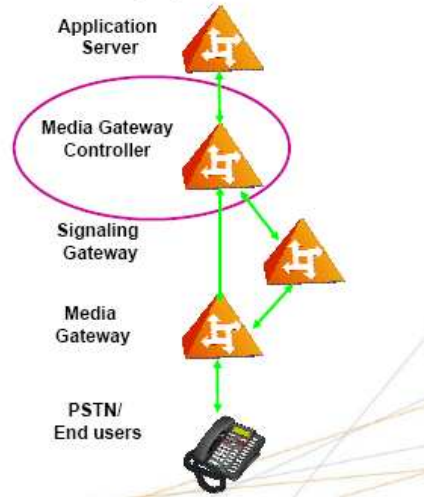 Application
Server
Media Gateway
Controller
Signaling
Gateway
Media
Gateway
PSTN/
End users